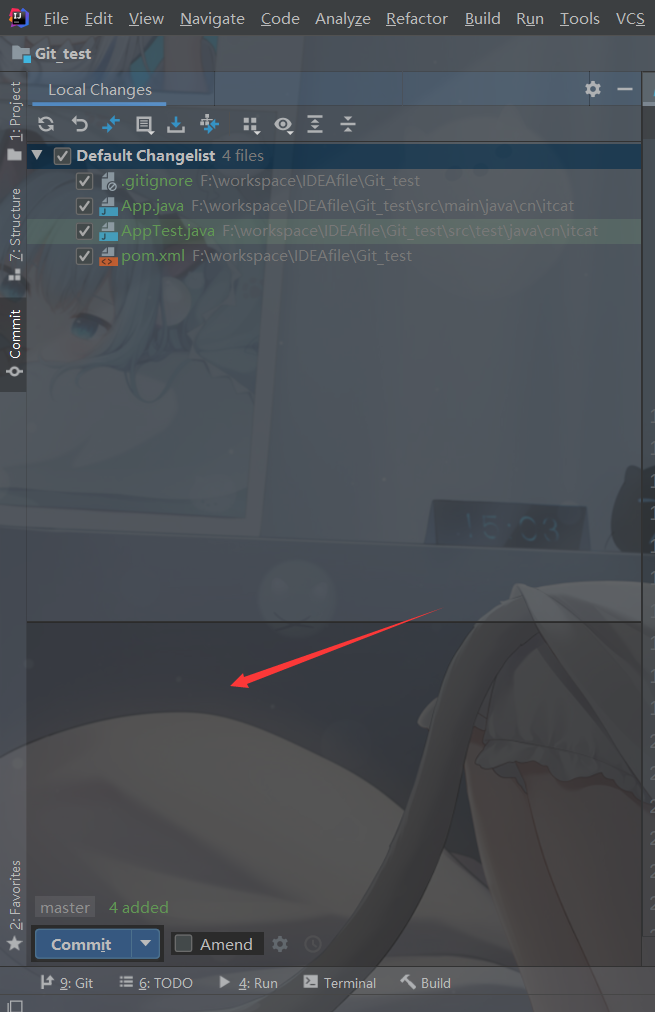 File Edit View Navigate Code Analyze Refactor Build Run Tools VCS
Git_test
1: Project
Local Changes
Default Changelist 4 files
.gitignore F:\workspace\IDEAfile\Git_test
App.java F:\workspace\IDEAfile\Git_test\src\main\java\cn\itcat
AppTest.java F:\workspace\IDEAfile\Git_test\src\test\java\cn\itcat
pom.xml F:\workspace\IDEAfile\Git_test
7: Structure
Commit
2: Favorites
master 4 added
Commit Amend
9: Git 6: TODO 4: Run Terminal Build